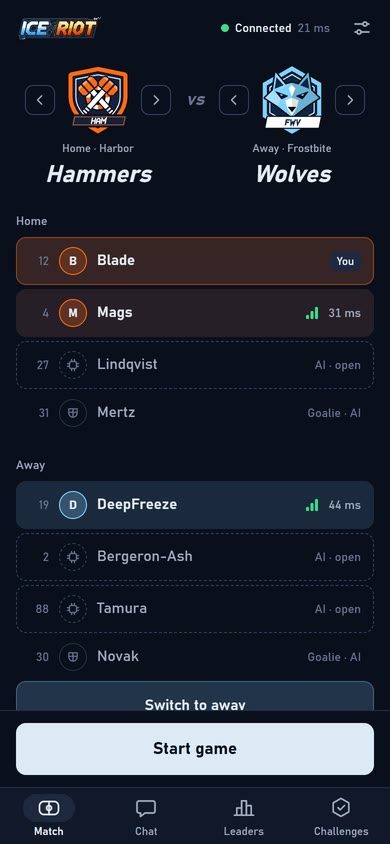 ICE RIOT
Connected 21 ms
HAM
VS
FWY
Home · Harbor
Away · Frostbite
Hammers
Wolves
Home
12 B Blade You
4 M Mags 31 ms
27 Lindqvist AI · open
31 Mertz Goalie · AI
Away
19 D DeepFreeze 44 ms
2 Bergeron-Ash AI · open
88 Tamura AI · open
30 Novak Goalie · AI
Switch to away
Start game
Match Chat Leaders Challenges